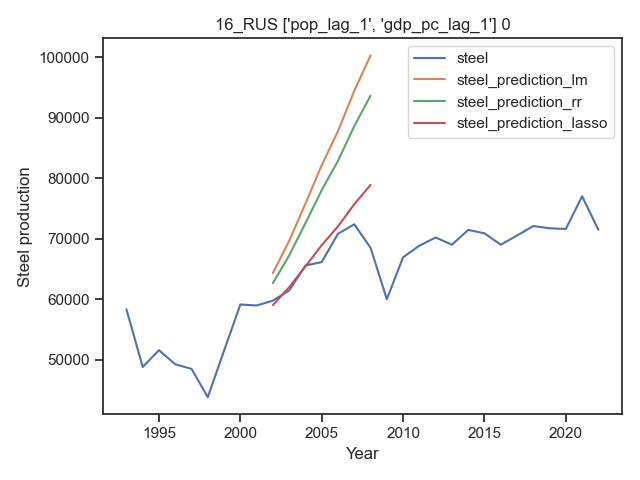 16_RUS ['pop_lag_1', 'gdp_pc_lag_1'] 0
steel
steel_prediction_lm
steel_prediction_rr
steel_prediction_lasso
Steel production
100000
90000
80000
70000
60000
50000
1995
2000
2005
2010
2015
2020
Year